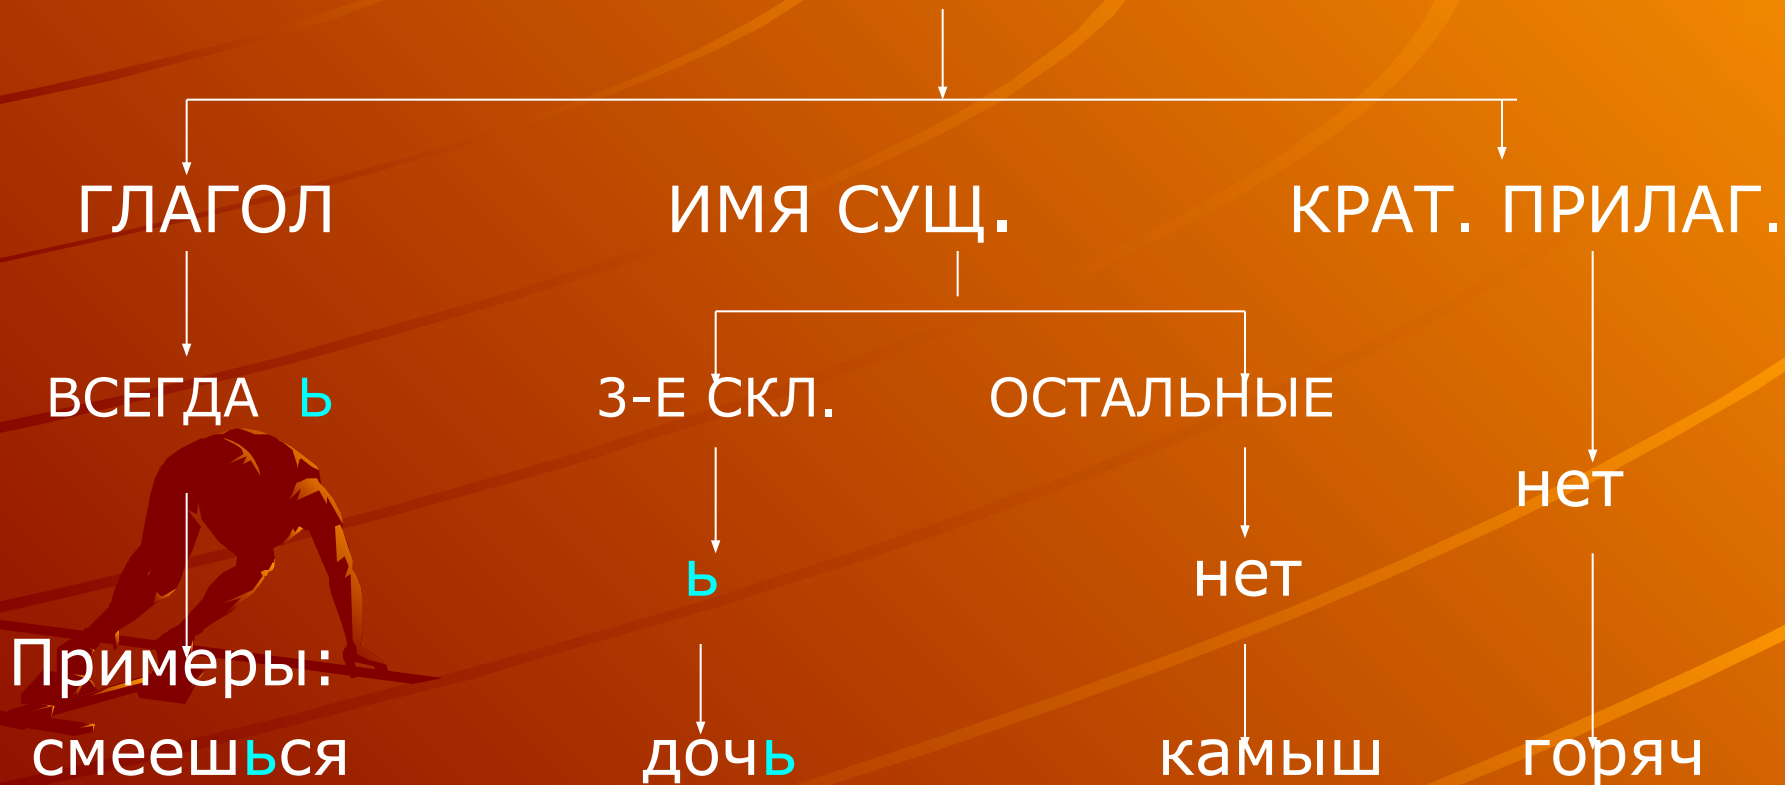 ГЛАГОЛ ИМЯ СУЩ. КРАТ. ПРИЛАГ.
ВСЕГДА Ь 3-Е СКЛ. ОСТАЛЬНЫЕ
нет
ь нет
Примеры:
смеешься дочь камыш горяч